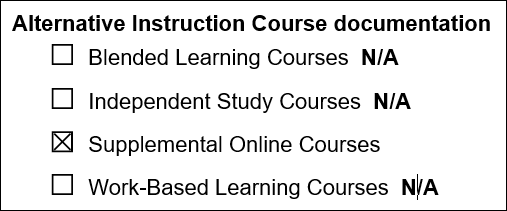 Alternative Instruction Course documentation
☐ Blended Learning Courses N/A
☐ Independent Study Courses N/A
☒ Supplemental Online Courses
☐ Work-Based Learning Courses N/A